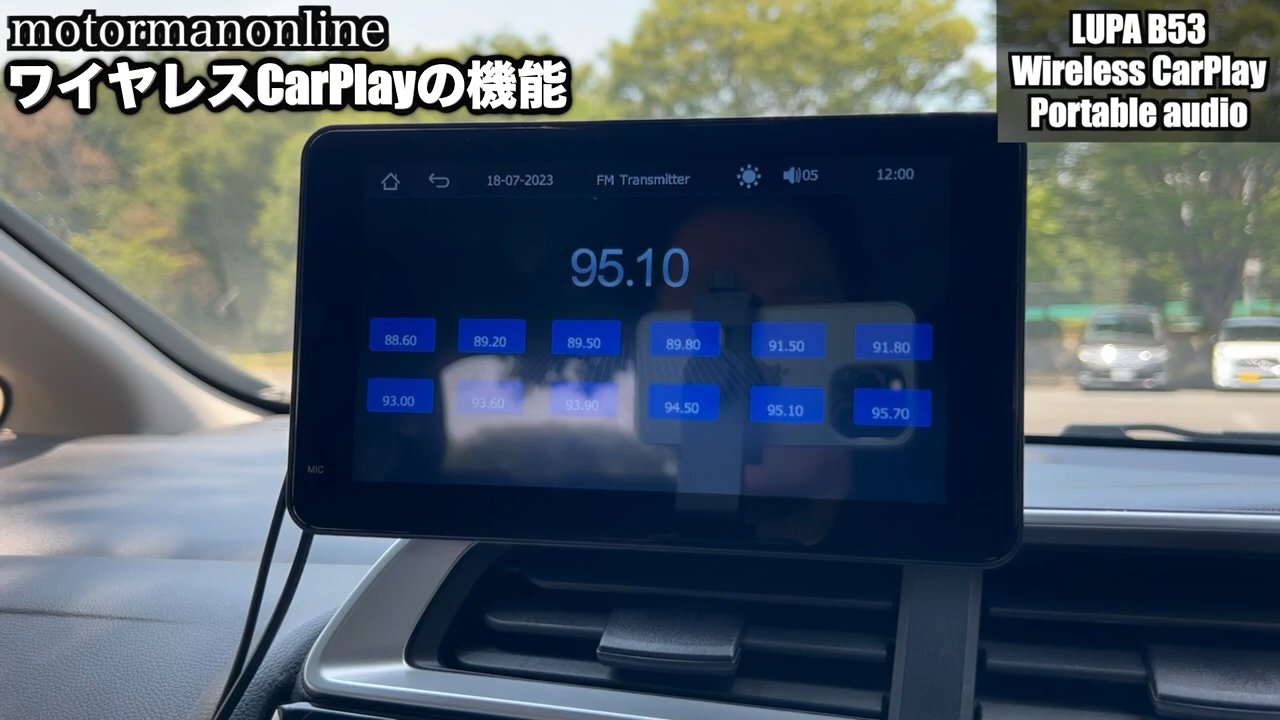 motormanonline
ワイヤレスCarPlayの機能
LUPA B53
Wireless CarPlay
Portable audio
18-07-2023 FM Transmitter 05 12:00
95.10
88.60 89.20 89.50 89.80 91.50 91.80
93.00 93.60 93.90 94.50 95.10 95.70
MIC